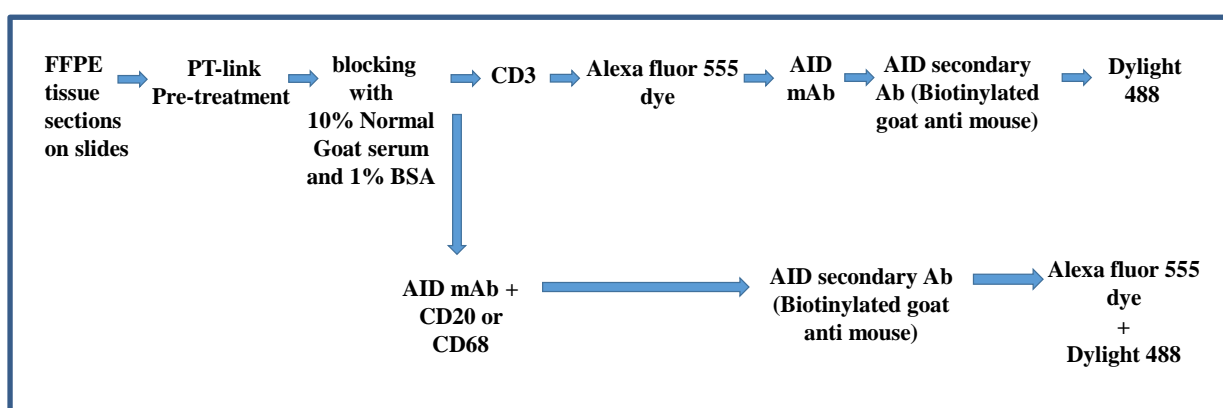 FFPE
tissue
sections
on slides
PT-link
Pre-treatment
blocking
with
10% Normal
Goat serum
and 1% BSA
CD3
Alexa fluor 555
dye
AID
mAb
AID secondary
Ab (Biotinylated
goat anti mouse)
Dylight
488
AID mAb +
CD20 or
CD68
AID secondary Ab
(Biotinylated goat
anti mouse)
Alexa fluor 555
dye
+
Dylight 488